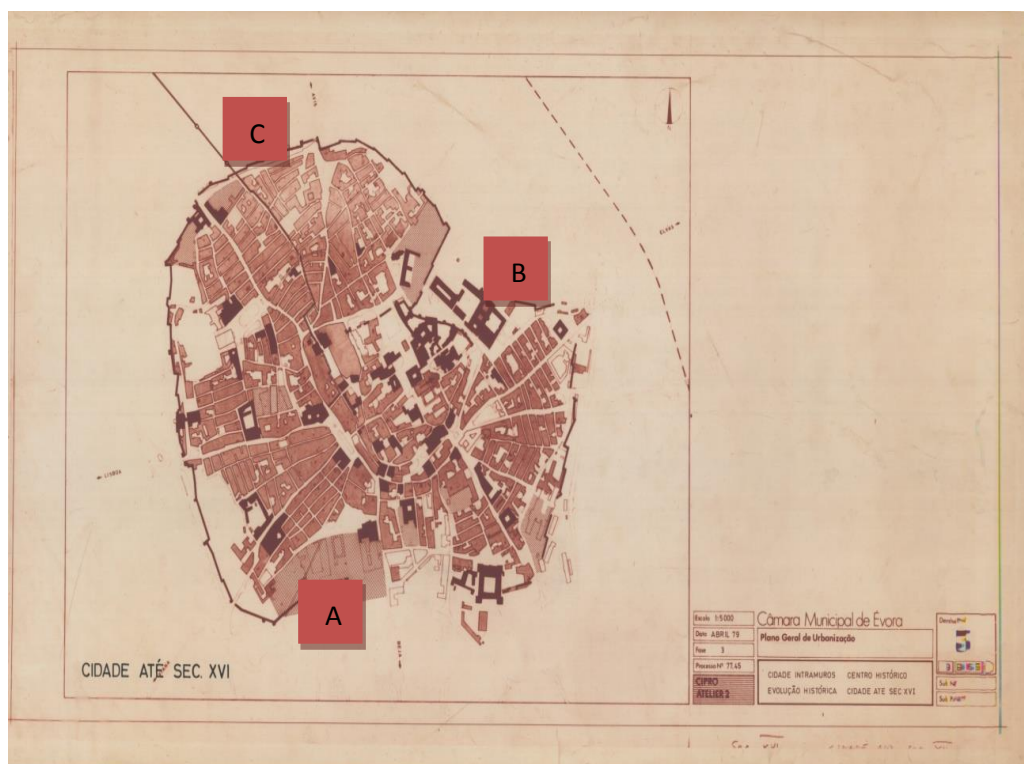 C
B
A
ELVAS
LISBOA
CIDADE ATÉ SEC. XVI
Escala 1:5000
Data ABRIL 79
Fase 3
Processo Nº 77.45
CIPRO
ATELIER 2
Câmara Municipal de Évora
Plano Geral de Urbanização
CIDADE INTRAMUROS CENTRO HISTÓRICO
EVOLUÇÃO HISTÓRICA CIDADE ATE SEC XVI
3